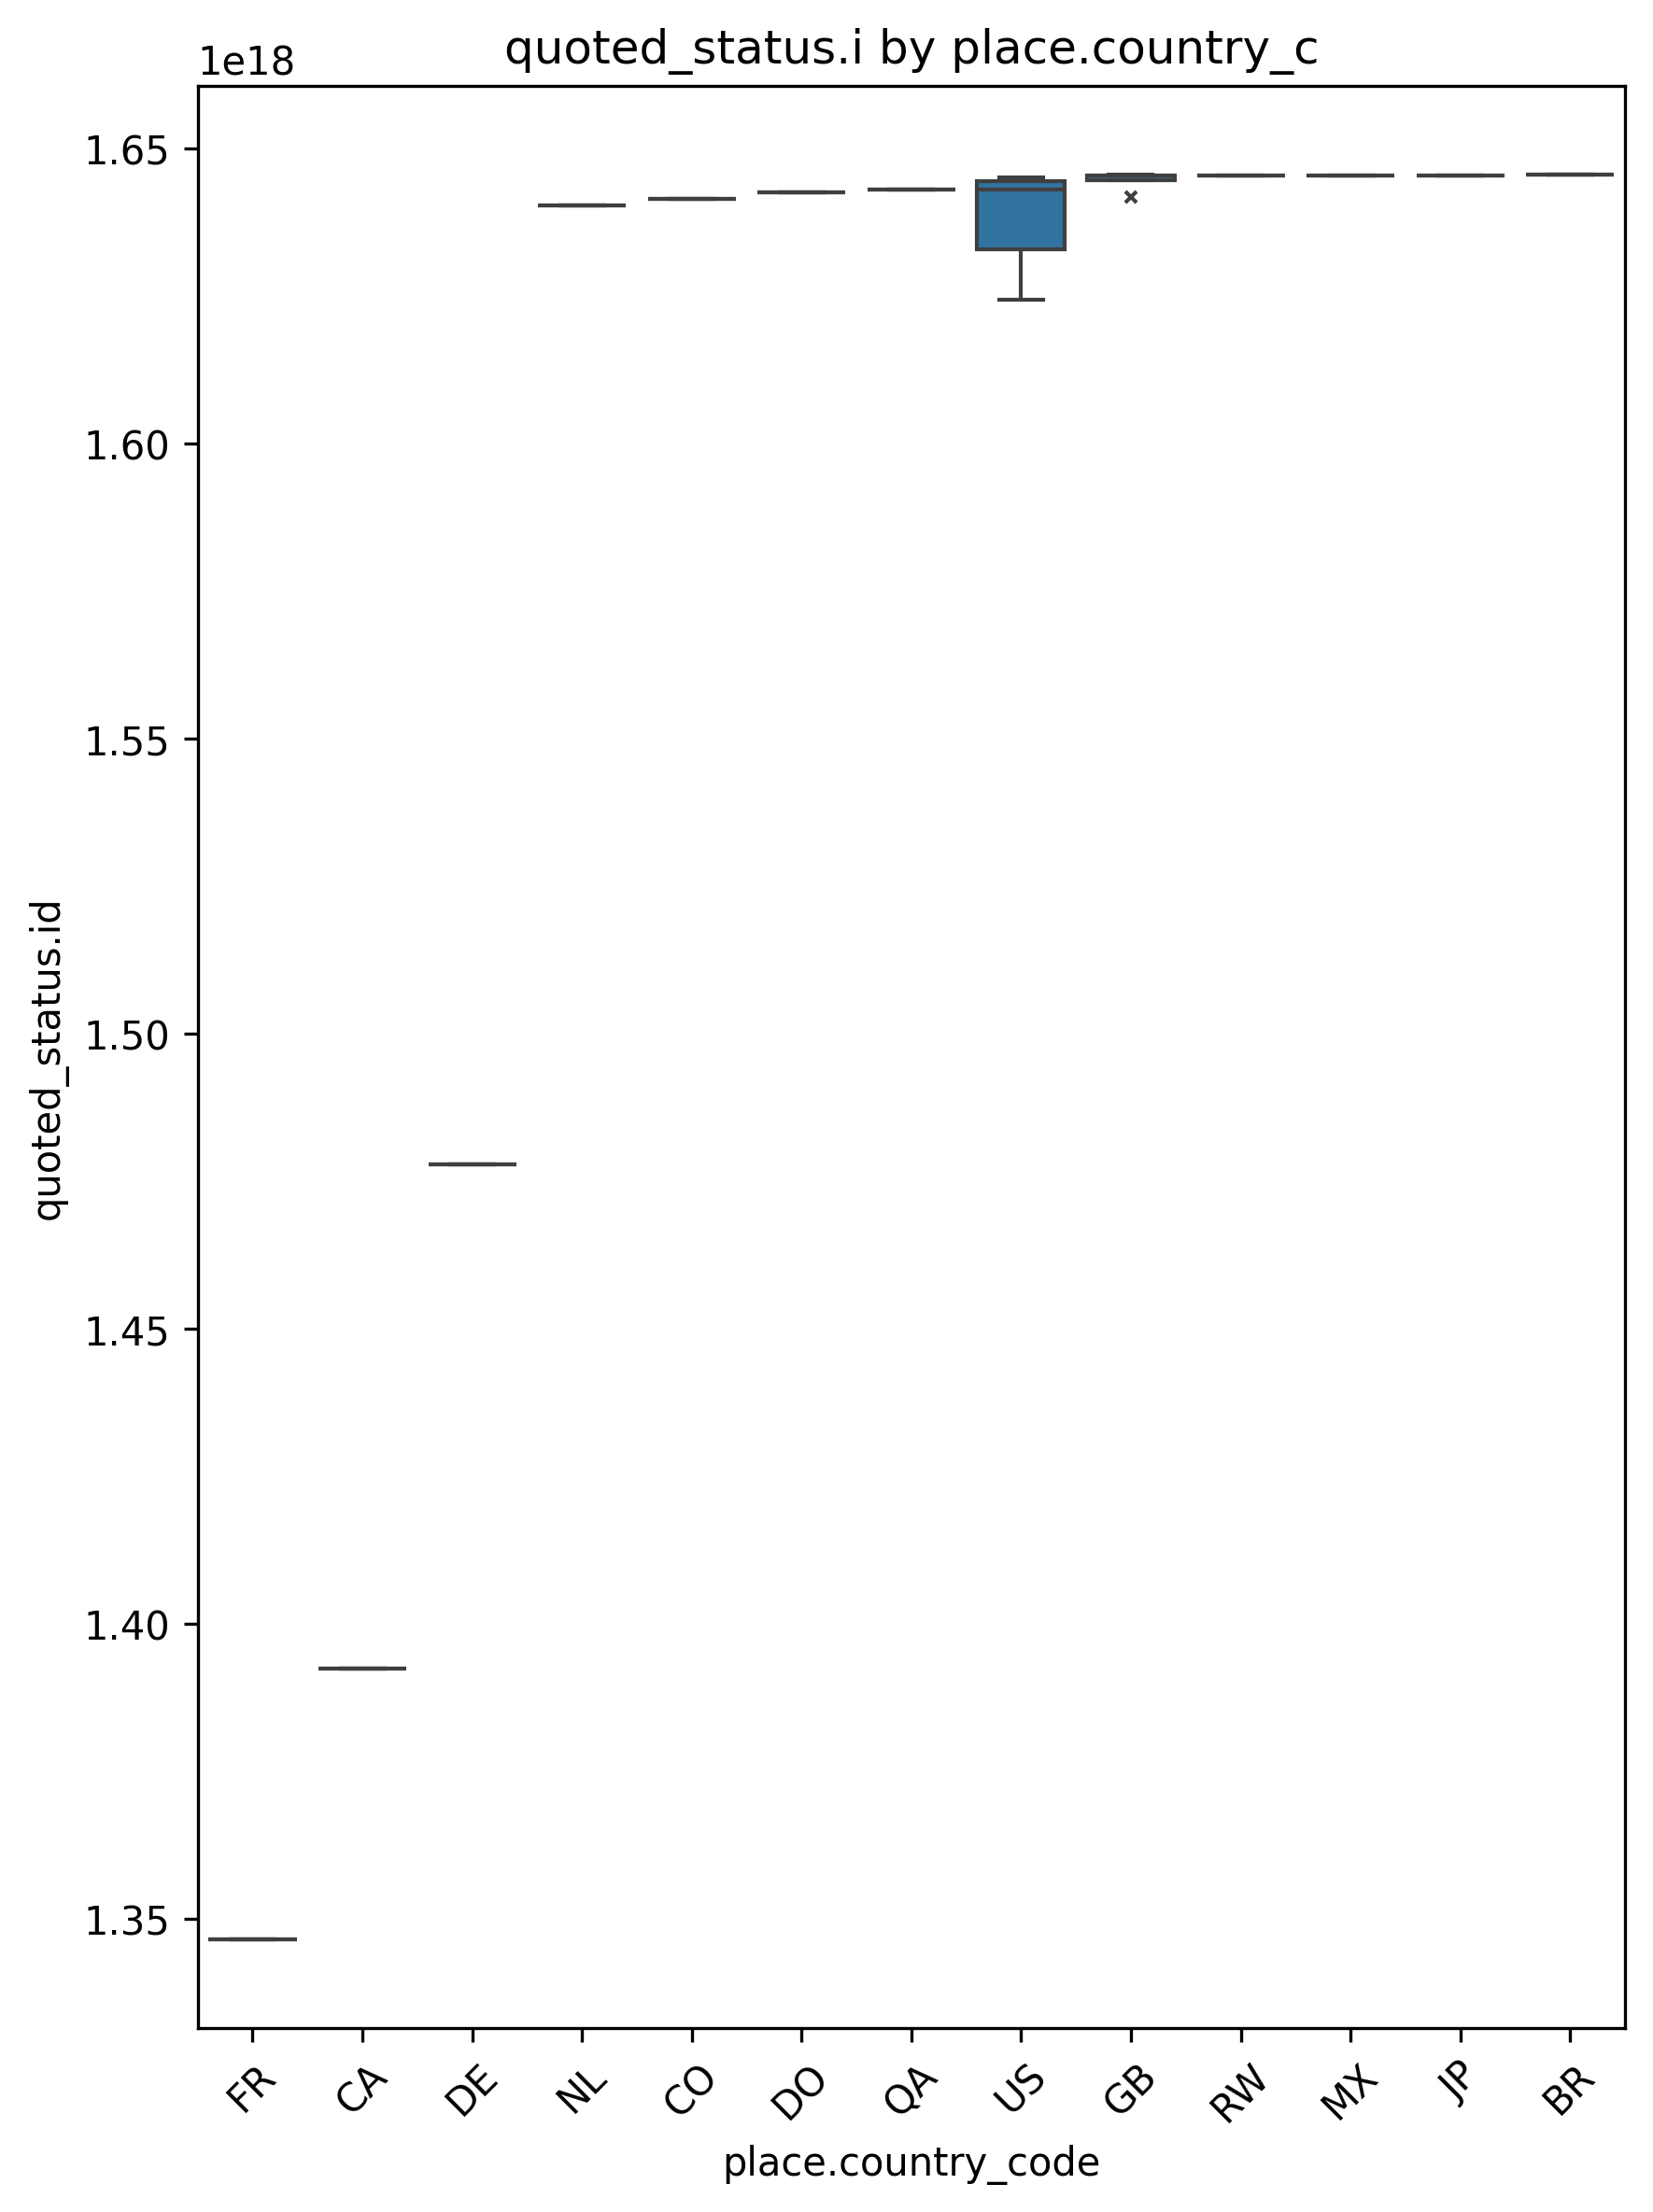 quoted_status.i by place.country_c
1e18
1.65
1.60
1.55
1.50
1.45
1.40
1.35
quoted_status.id
FR CA DE NL CO DO QA US GB RW MX JP BR
place.country_code